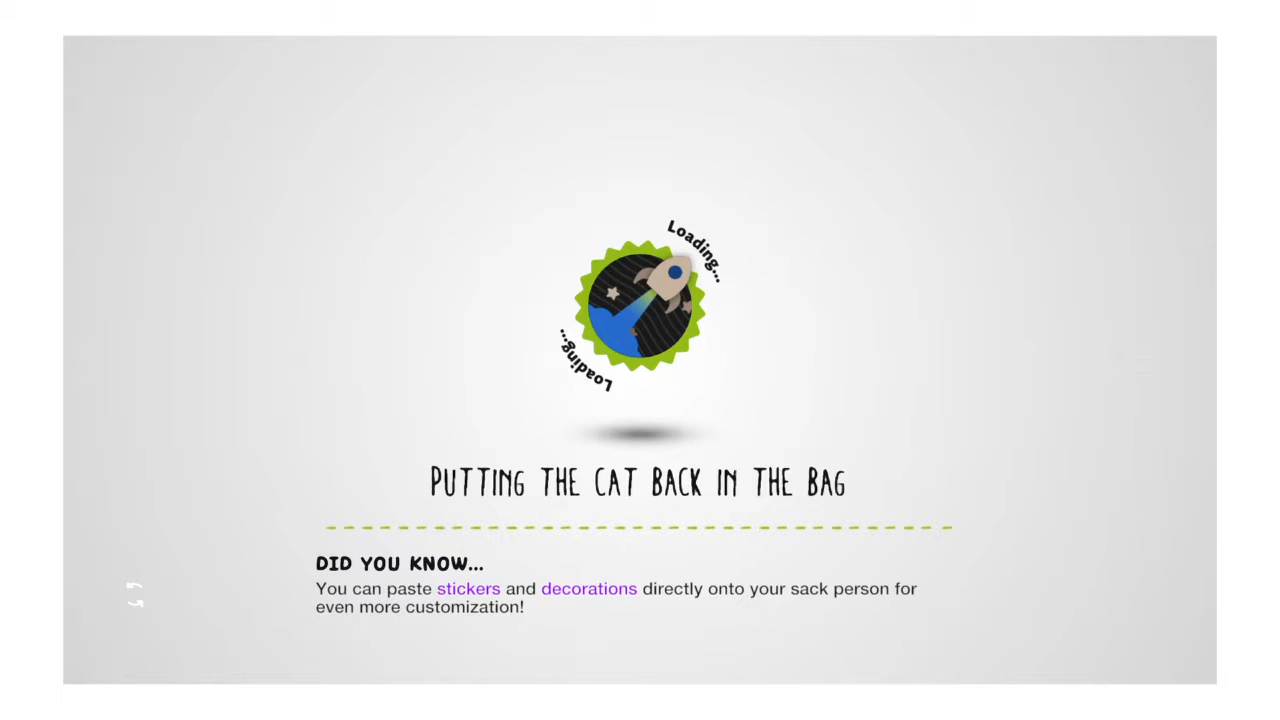 Loading...
Loading...
PUTTING THE CAT BACK IN THE BAG
DID YOU KNOW...
You can paste stickers and decorations directly onto your sack person for
even more customization!